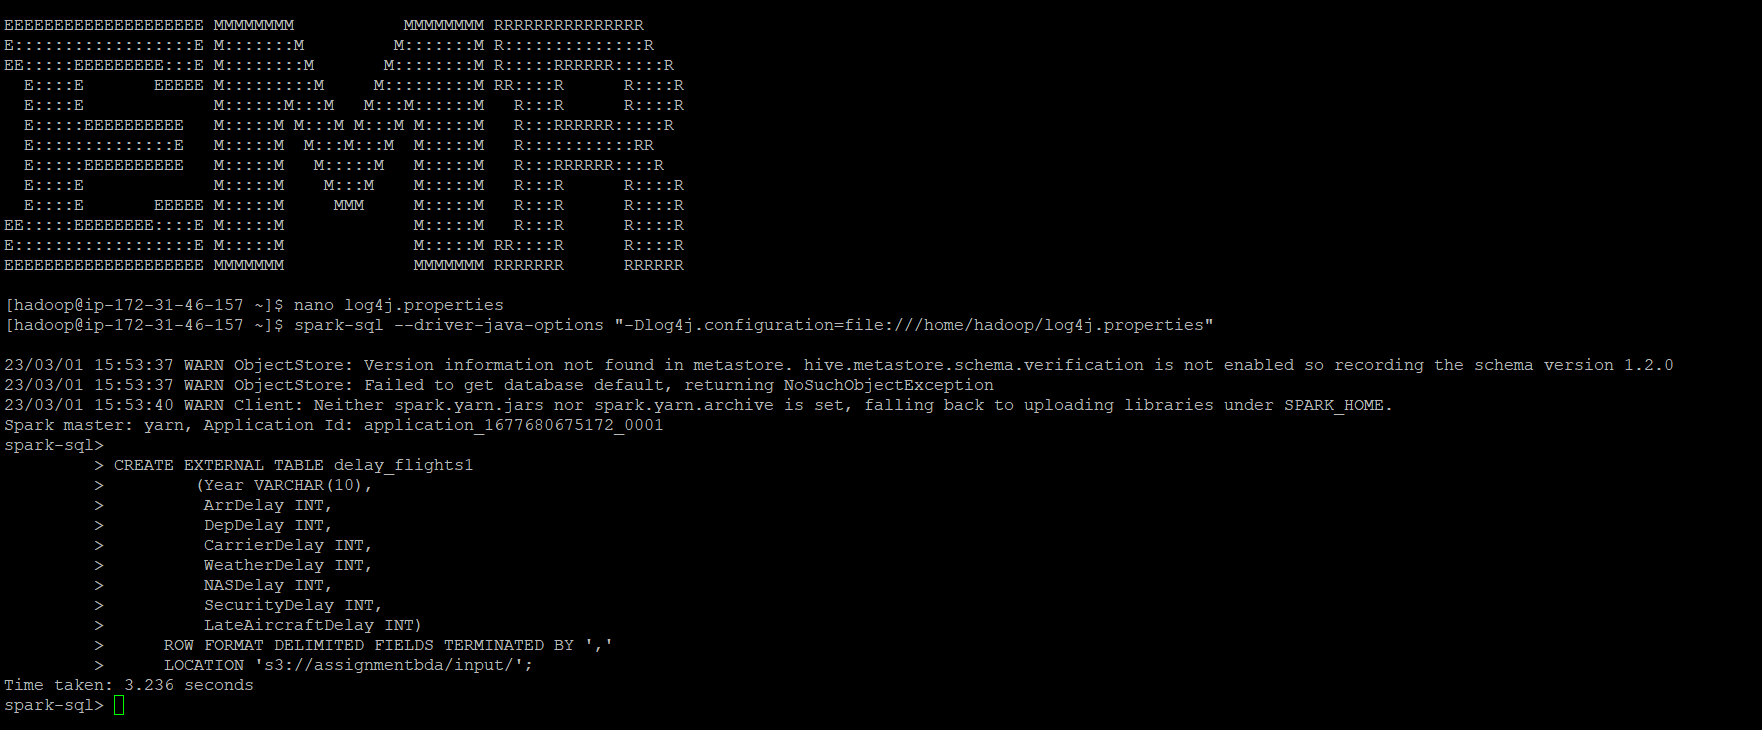 EEEEEEEEEEEEEEEEEEEE MMMMMMMM           MMMMMMMM RRRRRRRRRRRRRRR
E::::::::::::::::::E M:::::::M         M:::::::M R::::::::::::::R
EE:::::EEEEEEEEE:::E M::::::::M       M::::::::M R:::::RRRRRR:::::R
  E::::E       EEEEE M:::::::::M     M:::::::::M RR::::R      R::::R
  E::::E             M::::::M:::M   M:::M::::::M   R:::R      R::::R
  E:::::EEEEEEEEEE   M:::::M M:::M M:::M M:::::M   R:::RRRRRR:::::R
  E::::::::::::::E   M:::::M  M:::M:::M  M:::::M   R:::::::::::RR
  E:::::EEEEEEEEEE   M:::::M   M:::::M   M:::::M   R:::RRRRRR::::R
  E::::E             M:::::M    M:::M    M:::::M   R:::R      R::::R
  E::::E       EEEEE M:::::M     MMM     M:::::M   R:::R      R::::R
EE:::::EEEEEEEE::::E M:::::M             M:::::M   R:::R      R::::R
E::::::::::::::::::E M:::::M             M:::::M RR::::R      R::::R
EEEEEEEEEEEEEEEEEEEE MMMMMMM             MMMMMMM RRRRRRR      RRRRRR
[hadoop@ip-172-31-46-157 ~]$ nano log4j.properties
[hadoop@ip-172-31-46-157 ~]$ spark-sql --driver-java-options "-Dlog4j.configuration=file:///home/hadoop/log4j.properties"
23/03/01 15:53:37 WARN ObjectStore: Version information not found in metastore. hive.metastore.schema.verification is not enabled so recording the schema version 1.2.0
23/03/01 15:53:37 WARN ObjectStore: Failed to get database default, returning NoSuchObjectException
23/03/01 15:53:40 WARN Client: Neither spark.yarn.jars nor spark.yarn.archive is set, falling back to uploading libraries under SPARK_HOME.
Spark master: yarn, Application Id: application_1677680675172_0001
spark-sql>
         > CREATE EXTERNAL TABLE delay_flights1
         >         (Year VARCHAR(10),
         >          ArrDelay INT,
         >          DepDelay INT,
         >          CarrierDelay INT,
         >          WeatherDelay INT,
         >          NASDelay INT,
         >          SecurityDelay INT,
         >          LateAircraftDelay INT)
         >      ROW FORMAT DELIMITED FIELDS TERMINATED BY ','
         >      LOCATION 's3://assignmentbda/input/';
Time taken: 3.236 seconds
spark-sql>